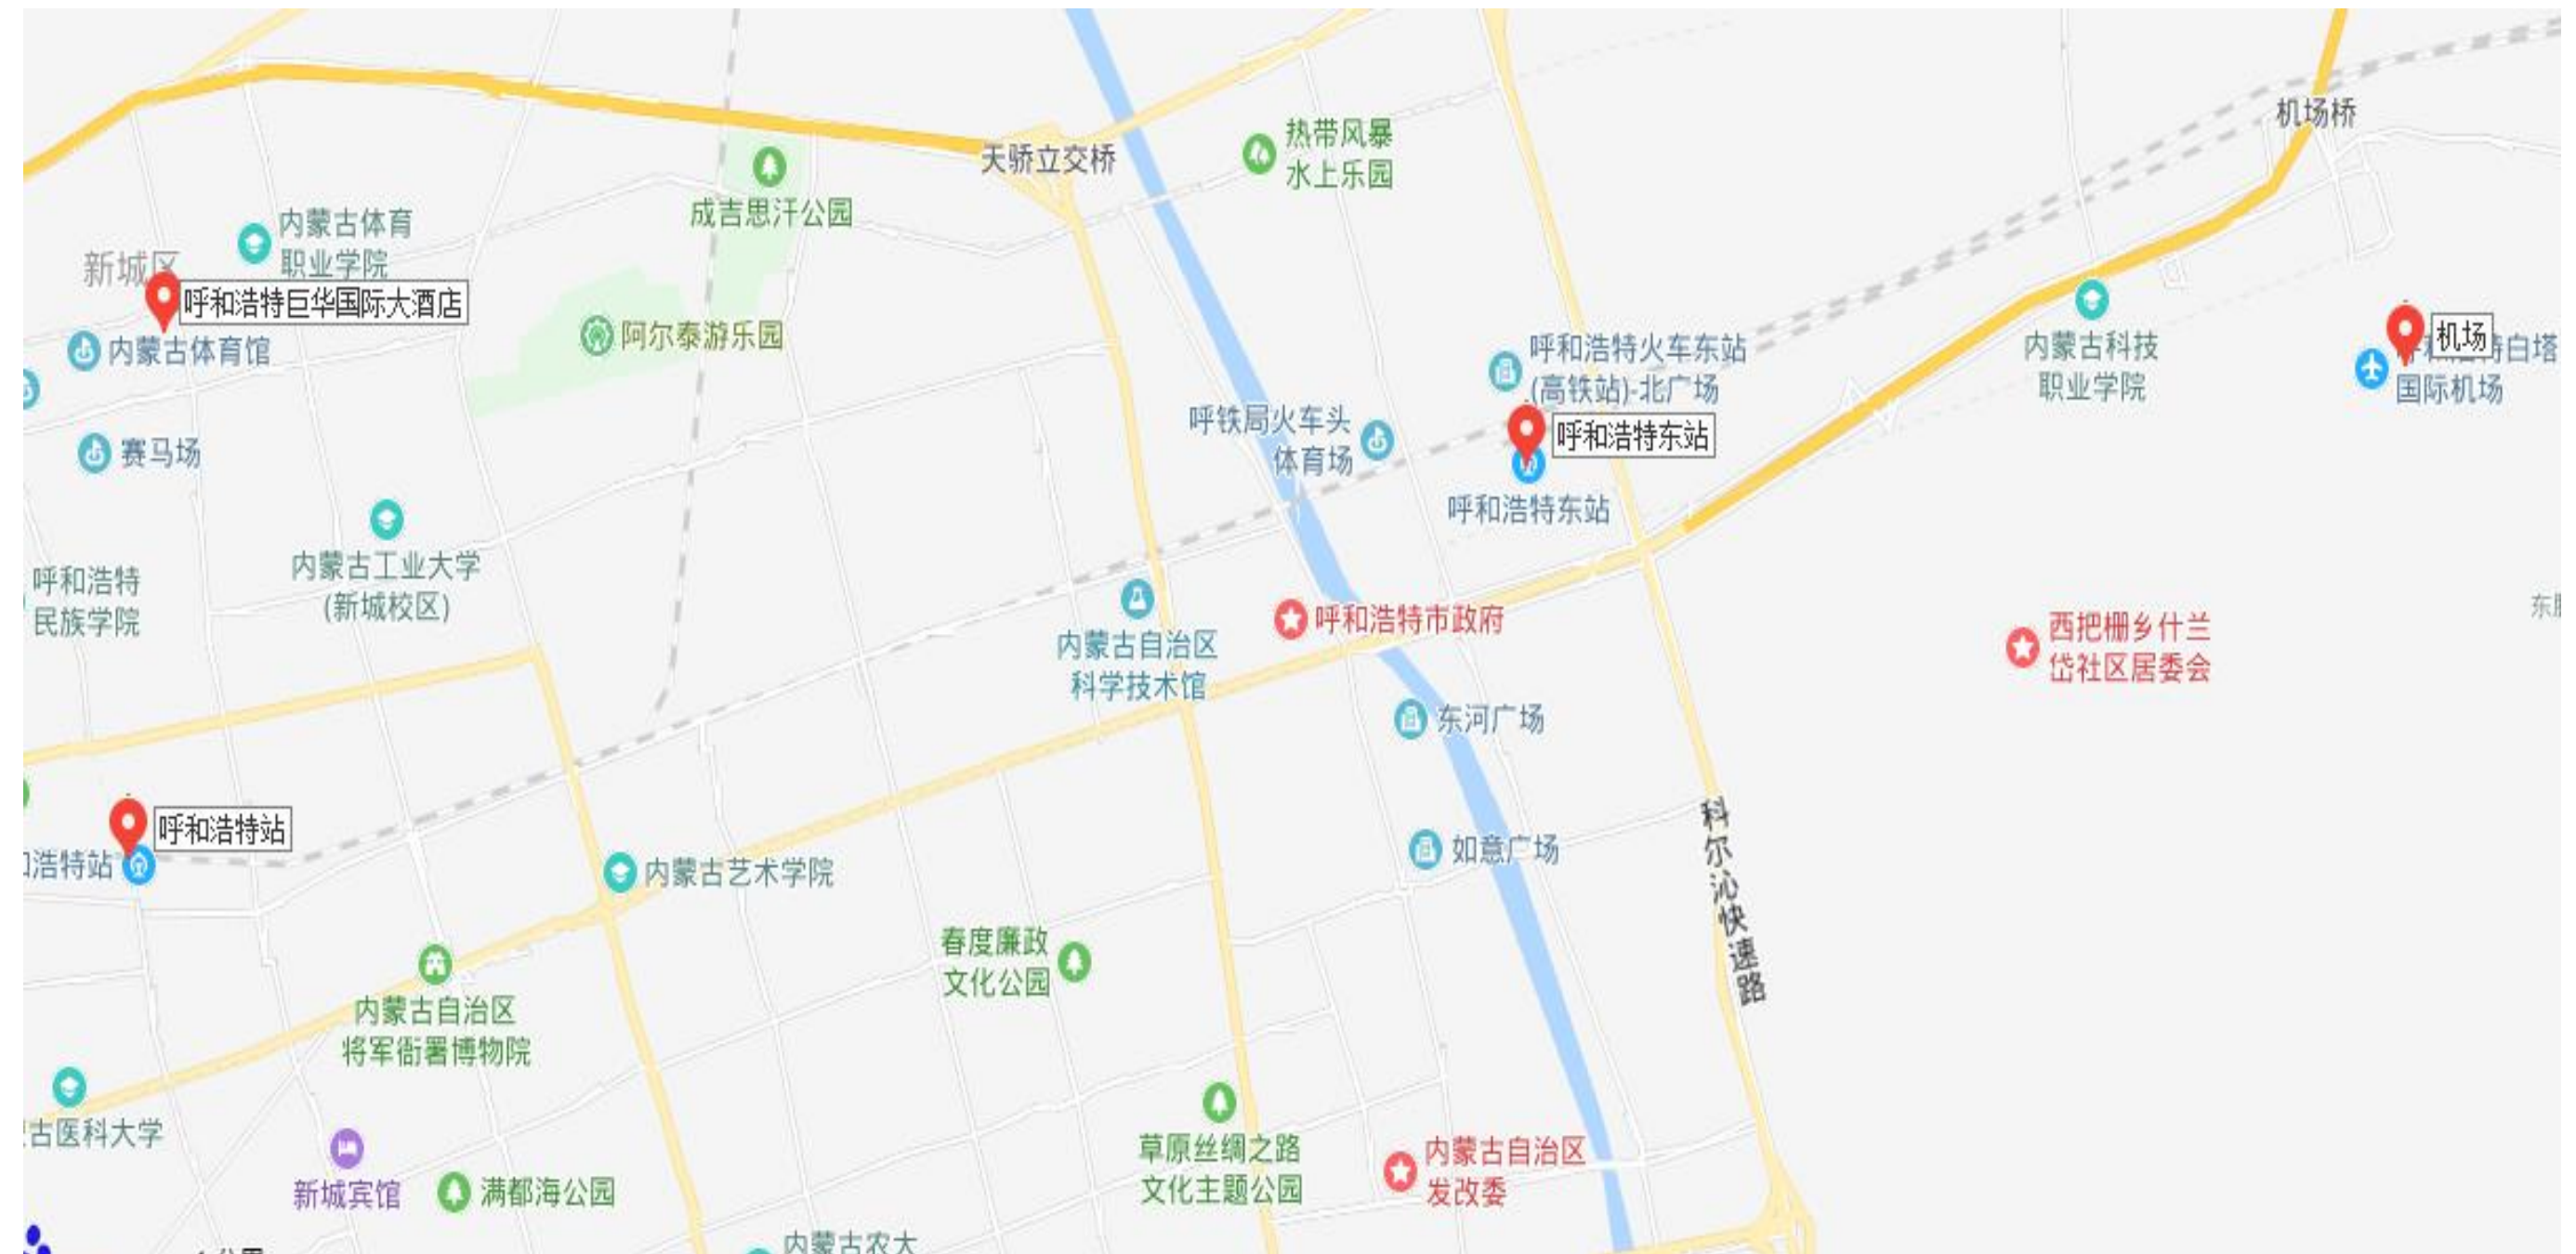 机场桥
热带风暴
水上乐园
天骄立交桥
成吉思汗公园
内蒙古体育
职业学院
新城区
呼和浩特巨华国际大酒店
内蒙古体育馆
阿尔泰游乐园
呼和浩特火车东站
(高铁站)-北广场
内蒙古科技
职业学院
机场
特白塔
国际机场
呼铁局火车头
体育场
呼和浩特东站
赛马场
呼和浩特东站
内蒙古工业大学
(新城校区)
呼和浩特
民族学院
呼和浩特市政府
内蒙古自治区
科学技术馆
西把栅乡什兰
岱社区居委会
东河广场
呼和浩特站
浩特站
如意广场
内蒙古艺术学院
科尔沁快速路
春度廉政
文化公园
内蒙古自治区
将军衙署博物院
古医科大学
新城宾馆
满都海公园
草原丝绸之路
文化主题公园
内蒙古自治区
发改委
内蒙古农大